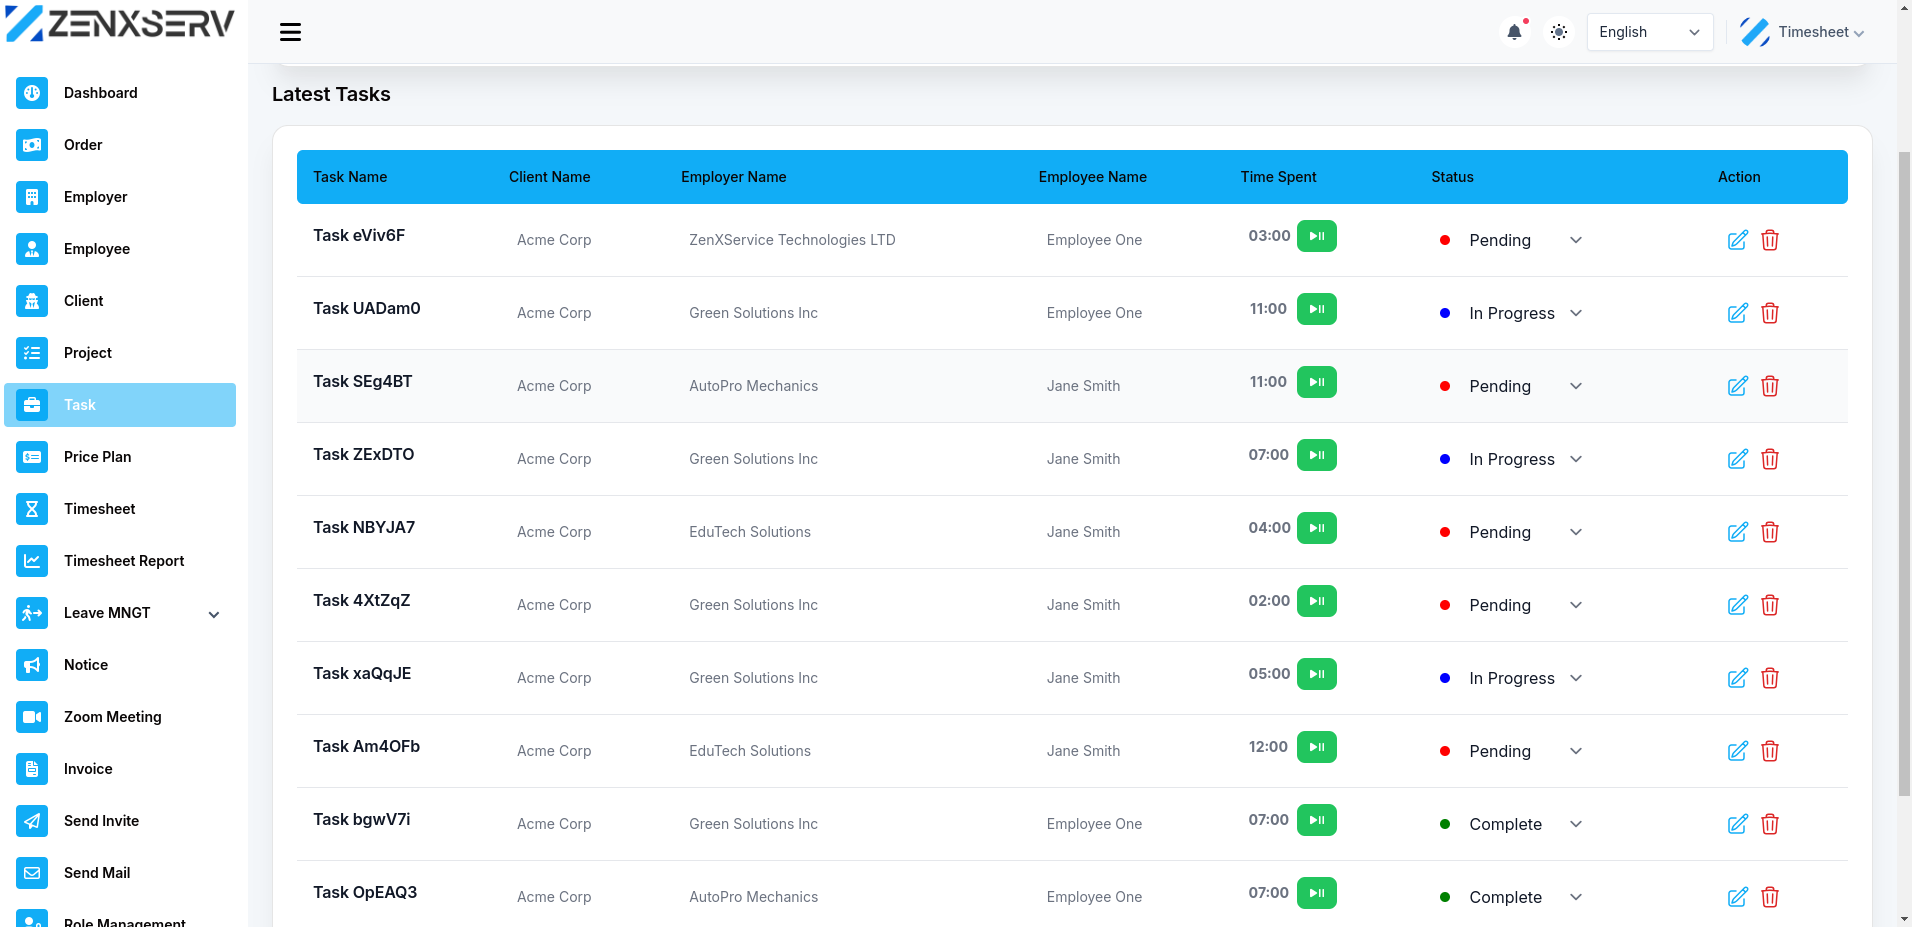 ZENXSERV
English
Timesheet
Dashboard
Order
Employer
Employee
Client
Project
Task
Price Plan
Timesheet
Timesheet Report
Leave MNGT
Notice
Zoom Meeting
Invoice
Send Invite
Send Mail
Role Management
Latest Tasks
Task Name Client Name Employer Name Employee Name Time Spent Status Action
Task eViv6F Acme Corp ZenXService Technologies LTD Employee One 03:00 Pending
Task UADam0 Acme Corp Green Solutions Inc Employee One 11:00 In Progress
Task SEg4BT Acme Corp AutoPro Mechanics Jane Smith 11:00 Pending
Task ZExDTO Acme Corp Green Solutions Inc Jane Smith 07:00 In Progress
Task NBYJA7 Acme Corp EduTech Solutions Jane Smith 04:00 Pending
Task 4XtZqZ Acme Corp Green Solutions Inc Jane Smith 02:00 Pending
Task xaQqJE Acme Corp Green Solutions Inc Jane Smith 05:00 In Progress
Task Am4OFb Acme Corp EduTech Solutions Jane Smith 12:00 Pending
Task bgwV7i Acme Corp Green Solutions Inc Employee One 07:00 Complete
Task OpEAQ3 Acme Corp AutoPro Mechanics Employee One 07:00 Complete